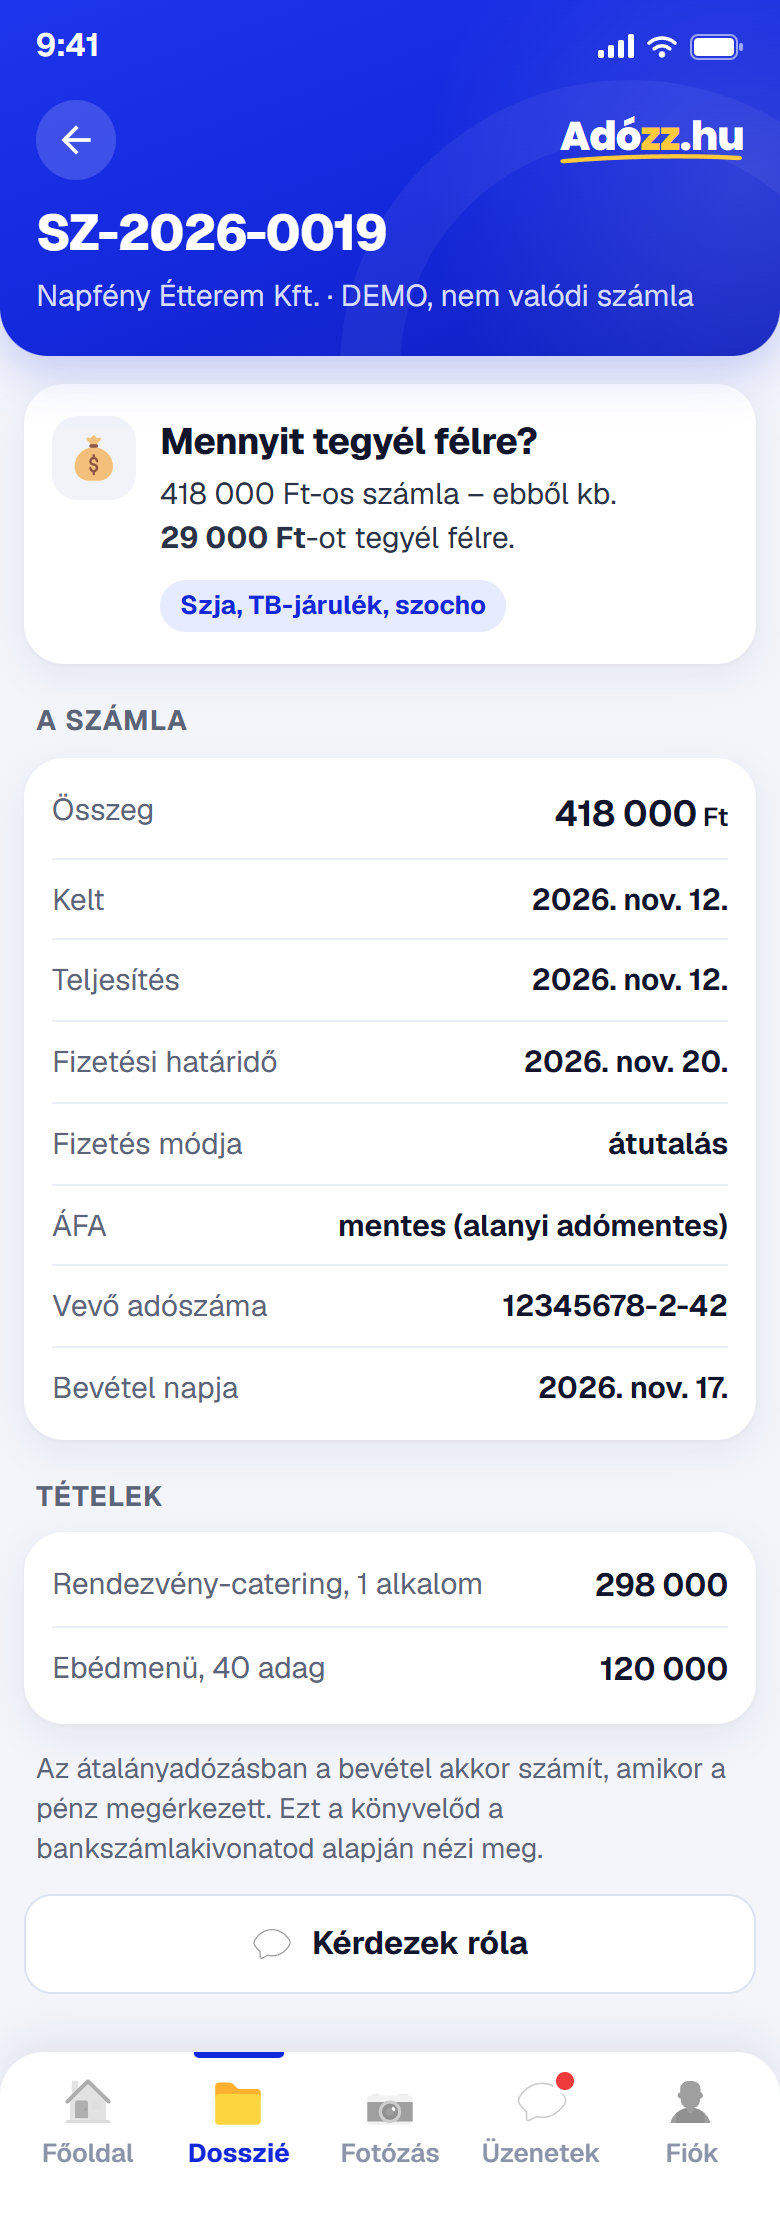 9:41
Adózz.hu
SZ-2026-0019
Napfény Étterem Kft. · DEMO, nem valódi számla
Mennyit tegyél félre?
418 000 Ft-os számla – ebből kb.
29 000 Ft-ot tegyél félre.
Szja, TB-járulék, szocho
A SZÁMLA
Összeg 418 000 Ft
Kelt 2026. nov. 12.
Teljesítés 2026. nov. 12.
Fizetési határidő 2026. nov. 20.
Fizetés módja átutalás
ÁFA mentes (alanyi adómentes)
Vevő adószáma 12345678-2-42
Bevétel napja 2026. nov. 17.
TÉTELEK
Rendezvény-catering, 1 alkalom 298 000
Ebédmenü, 40 adag 120 000
Az átalányadózásban a bevétel akkor számít, amikor a
pénz megérkezett. Ezt a könyvelőd a
bankszámlakivonatod alapján nézi meg.
Kérdezek róla
Főoldal Dosszié Fotózás Üzenetek Fiók